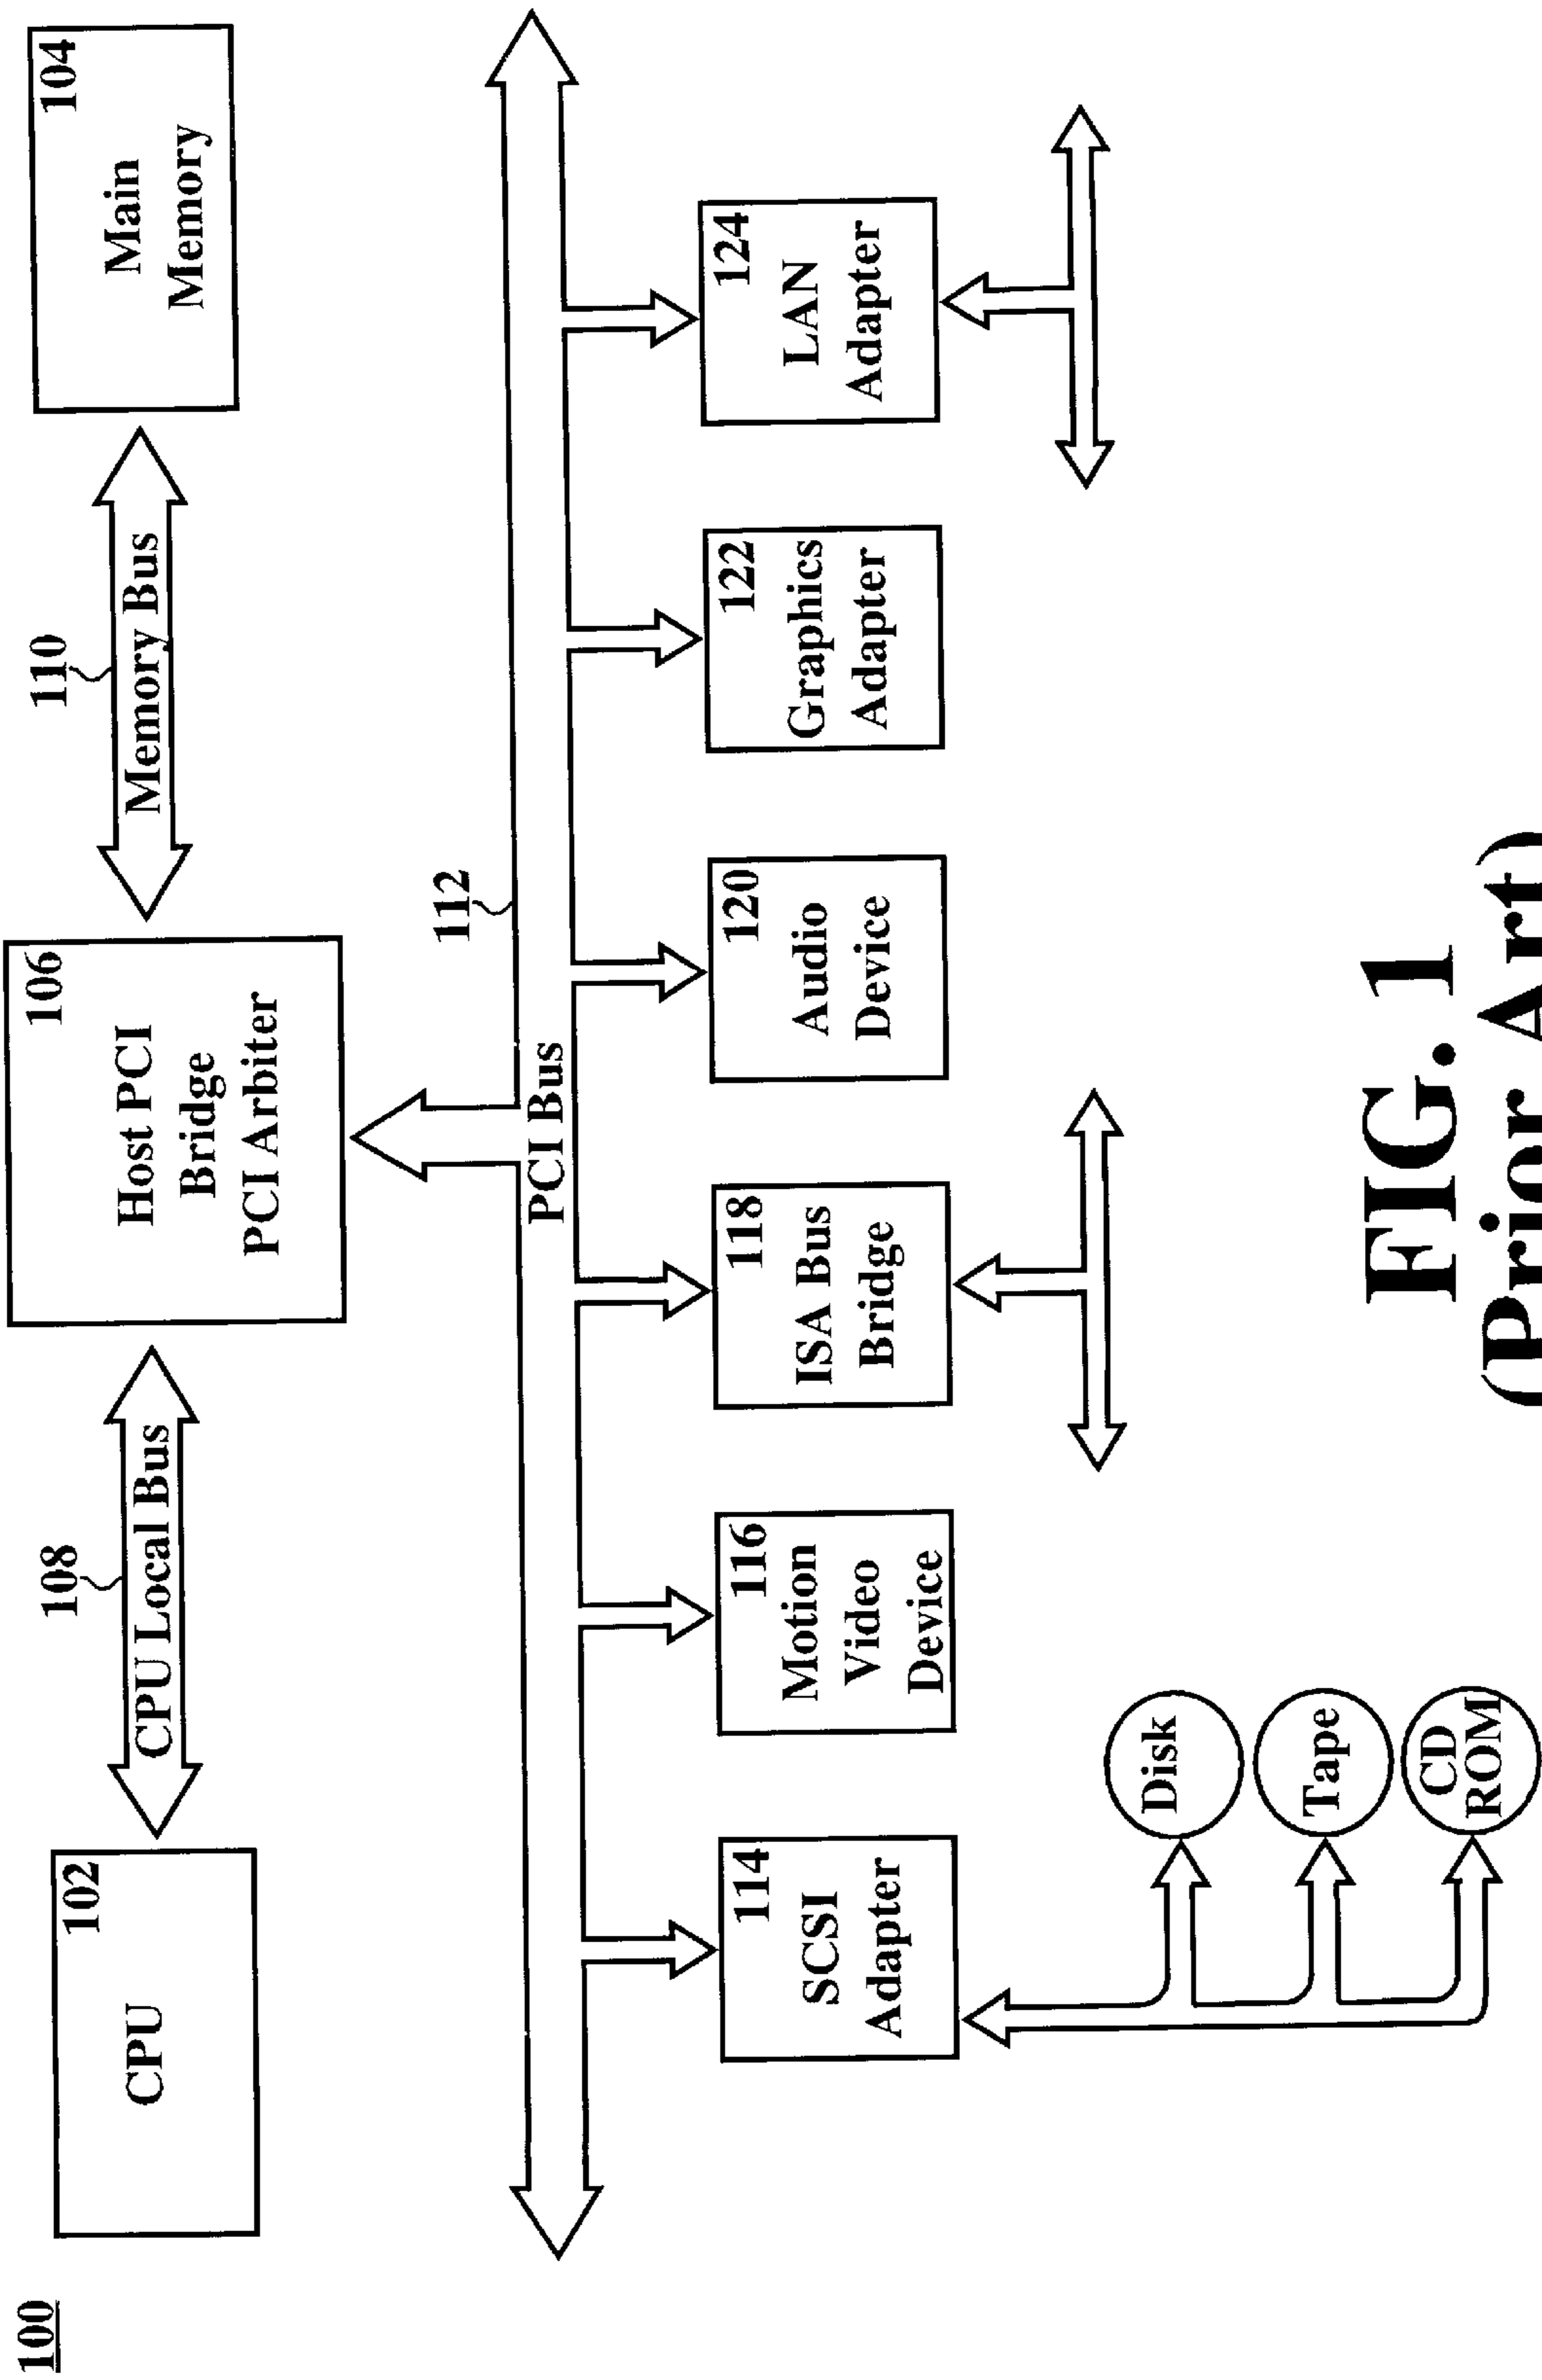 100
102
CPU
108
CPU Local Bus
106
Host PCI
Bridge
PCI Arbiter
110
Memory Bus
104
Main
Memory
112
PCI Bus
114
SCSI
Adapter
116
Motion
Video
Device
118
ISA Bus
Bridge
120
Audio
Device
122
Graphics
Adapter
124
LAN
Adapter
Disk
Tape
CD
ROM
FIG. 1
(Prior Art)